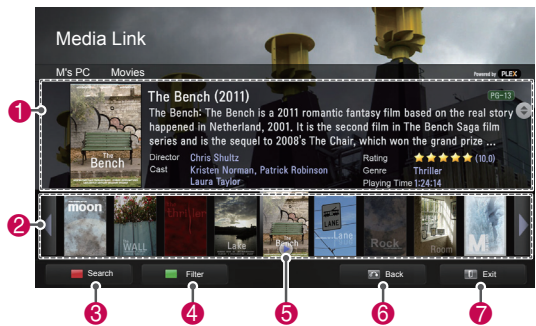 Media Link
M's PC Movies
Powered by PLEX
1
The Bench (2011)
PG-13
The Bench: The Bench is a 2011 romantic fantasy film based on the real story
happened in Netherland, 2001. It is the second film in The Bench Saga film
series and is the sequel to 2008's The Chair, which won the grand prize ...
Director Chris Shultz
Cast Kristen Norman, Patrick Robinson
Laura Taylor
Rating (10,0)
Genre Thriller
Playing Time 1:24:14
The
Bench
2
moon
The
WALL
Thriller
Lake
The
Bench
LANE
Lane
Rock
Room
M
Search
Filter
Back
Exit
3
4
5
6
7